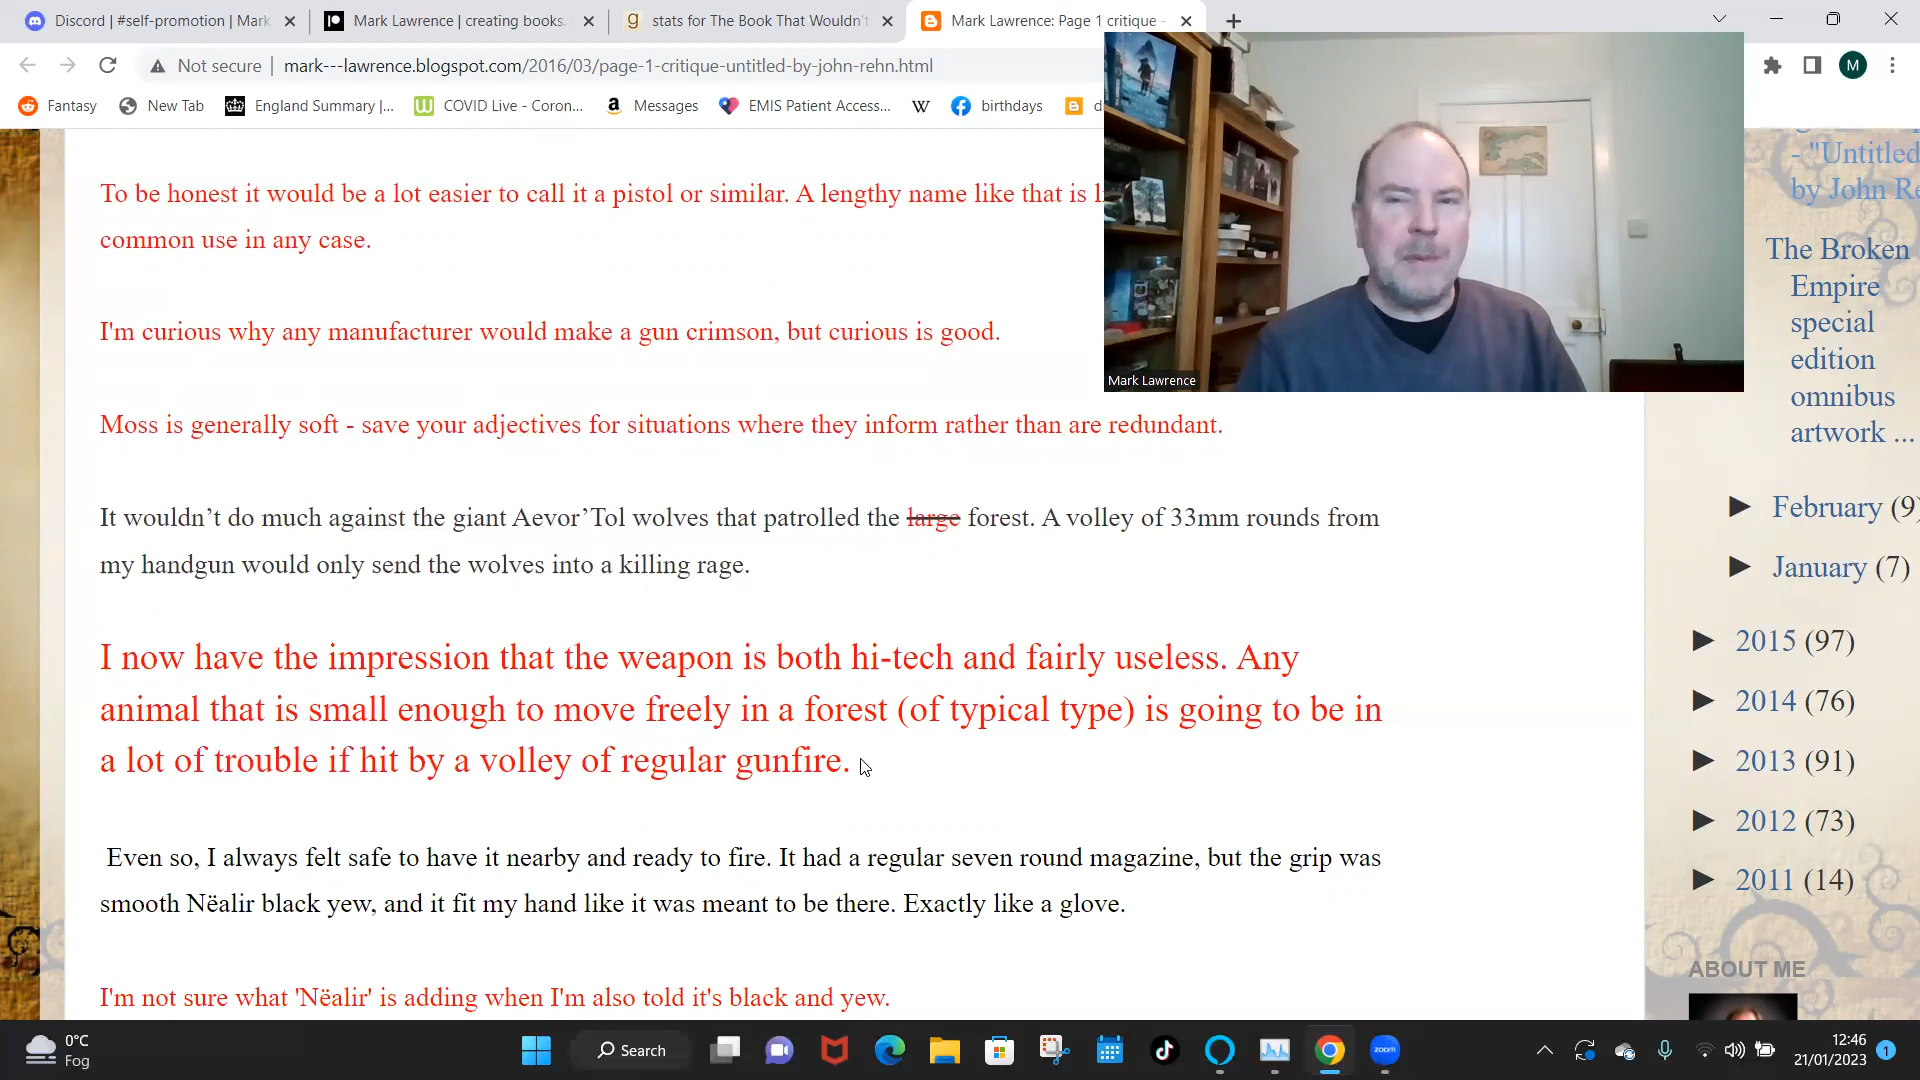 Discord | #self-promotion | Mark
Mark Lawrence | creating books.
stats for The Book That Wouldn't
Mark Lawrence: Page 1 critique -
Not secure
mark---lawrence.blogspot.com/2016/03/page-1-critique-untitled-by-john-rehn.html
M
Fantasy
New Tab
England Summary |...
COVID Live - Coron...
Messages
EMIS Patient Access...
W
birthdays
To be honest it would be a lot easier to call it a pistol or similar. A lengthy name like that is
common use in any case.
I'm curious why any manufacturer would make a gun crimson, but curious is good.
Mark Lawrence
Moss is generally soft - save your adjectives for situations where they inform rather than are redundant.
It wouldn't do much against the giant Aevor'Tol wolves that patrolled the large forest. A volley of 33mm rounds from
my handgun would only send the wolves into a killing rage.
I now have the impression that the weapon is both hi-tech and fairly useless. Any
animal that is small enough to move freely in a forest (of typical type) is going to be in
a lot of trouble if hit by a volley of regular gunfire.
Even so, I always felt safe to have it nearby and ready to fire. It had a regular seven round magazine, but the grip was
smooth Nëalir black yew, and it fit my hand like it was meant to be there. Exactly like a glove.
I'm not sure what 'Nëalir' is adding when I'm also told it's black and yew.
- "Untitled
by John Re
The Broken
Empire
special
edition
omnibus
artwork ...
► February (9)
► January (7)
► 2015 (97)
► 2014 (76)
► 2013 (91)
► 2012 (73)
► 2011 (14)
ABOUT ME
0°C
Fog
Search
zoom
12:46
21/01/2023
1